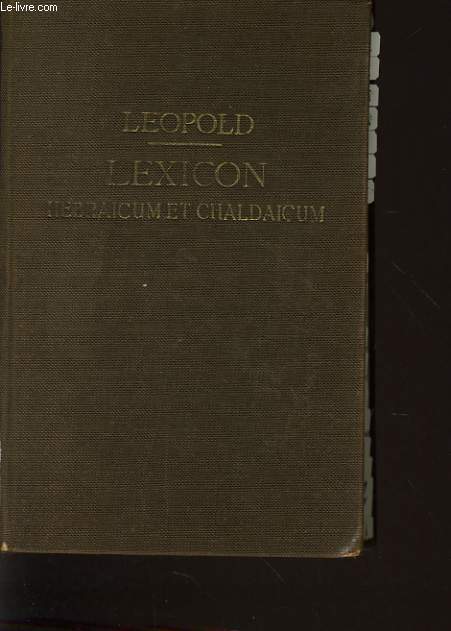 Le-livre.com
LEOPOLD
LEXICON
HEBRAICUM ET CHALDAICUM